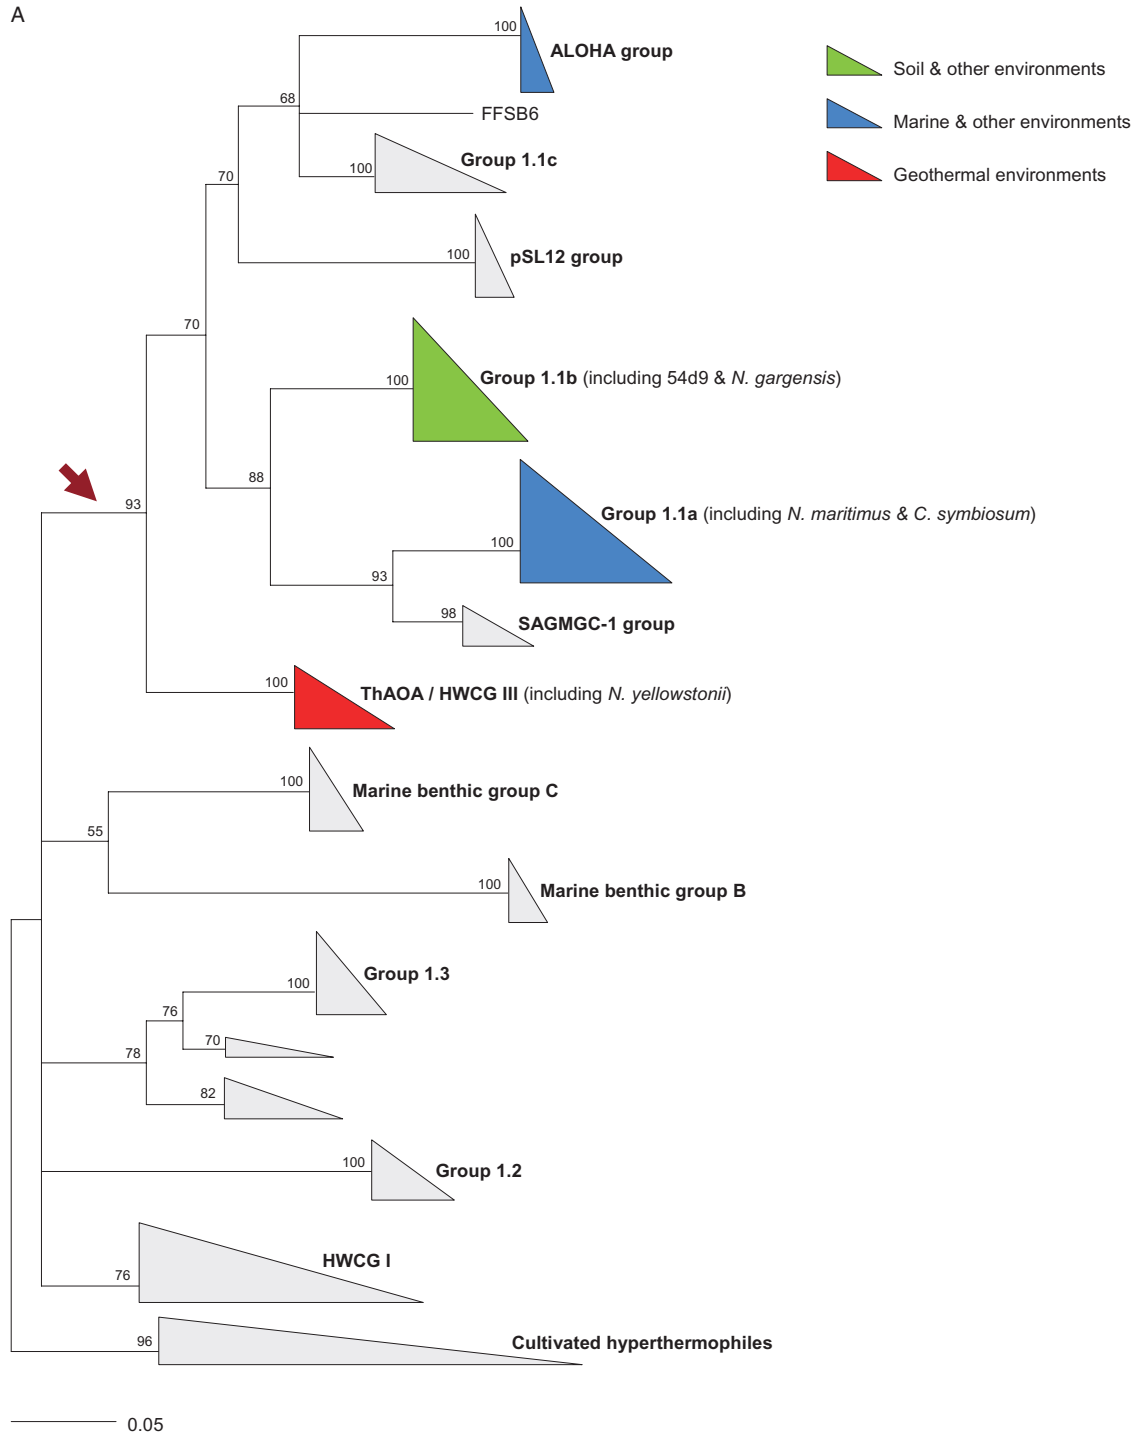 A
100
ALOHA group
Soil & other environments
68
FFSB6
Marine & other environments
100
Group 1.1c
Geothermal environments
70
100
pSL12 group
70
100
Group 1.1b (including 54d9 & N. gargensis)
88
93
Group 1.1a (including N. maritimus & C. symbiosum)
100
93
98
SAGMGC-1 group
100
ThAOA / HWCG III (including N. yellowstonii)
100
Marine benthic group C
55
100
Marine benthic group B
100
Group 1.3
76
70
78
82
100
Group 1.2
HWCG I
76
96
Cultivated hyperthermophiles
0.05